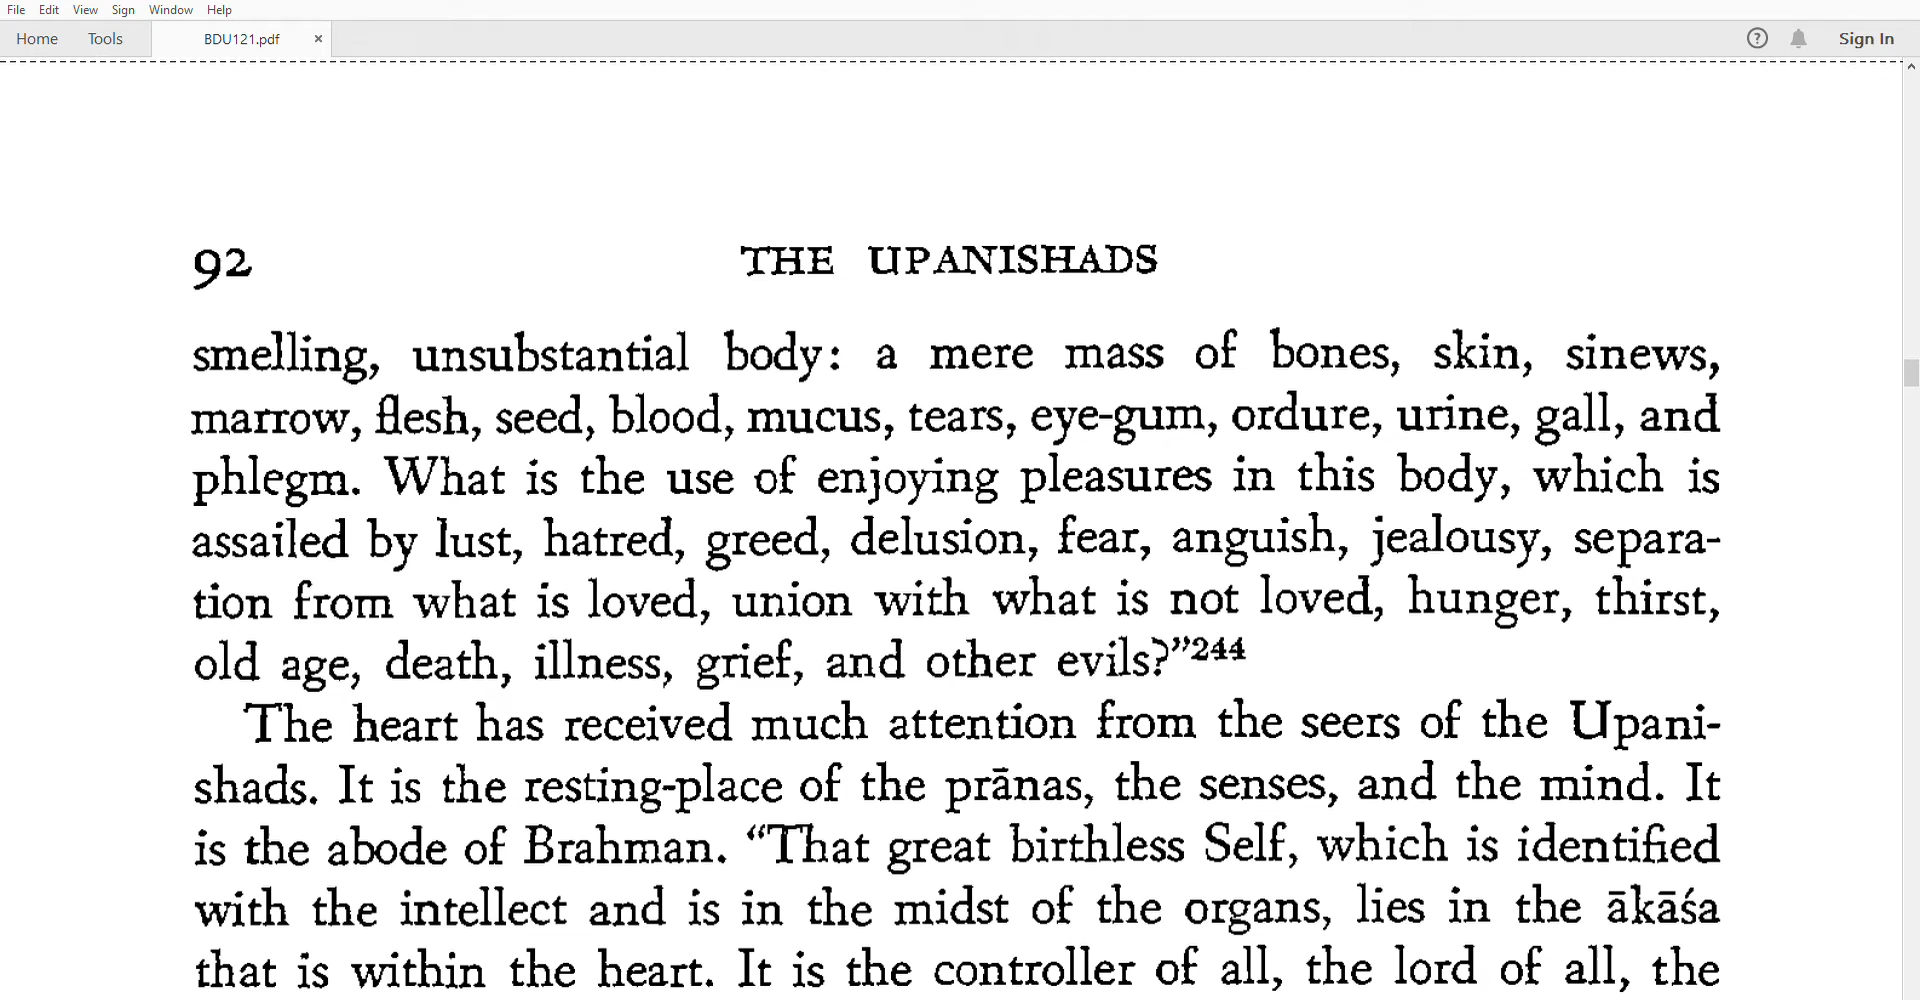 File Edit View Sign Window Help
Home Tools BDU121.pdf × ? Sign In
92 THE UPANISHADS
smelling, unsubstantial body: a mere mass of bones, skin, sinews,
marrow, flesh, seed, blood, mucus, tears, eye-gum, ordure, urine, gall, and
phlegm. What is the use of enjoying pleasures in this body, which is
assailed by lust, hatred, greed, delusion, fear, anguish, jealousy, separa-
tion from what is loved, union with what is not loved, hunger, thirst,
old age, death, illness, grief, and other evils?”244
The heart has received much attention from the seers of the Upani-
shads. It is the resting-place of the prānas, the senses, and the mind. It
is the abode of Brahman. “That great birthless Self, which is identified
with the intellect and is in the midst of the organs, lies in the ākāśa
that is within the heart. It is the controller of all, the lord of all, the